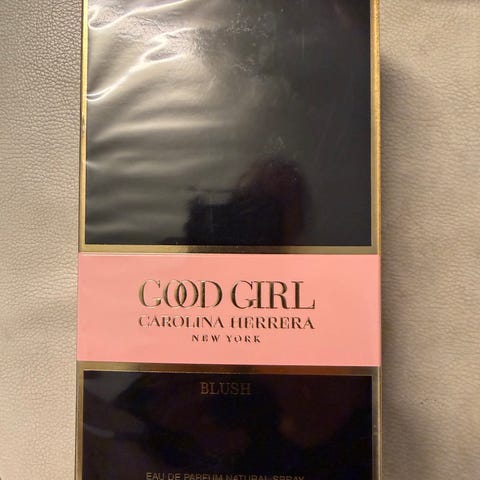 GOOD GIRL
CAROLINA HERRERA
NEW YORK
BLUSH
EAU DE PARFUM NATURAL SPRAY